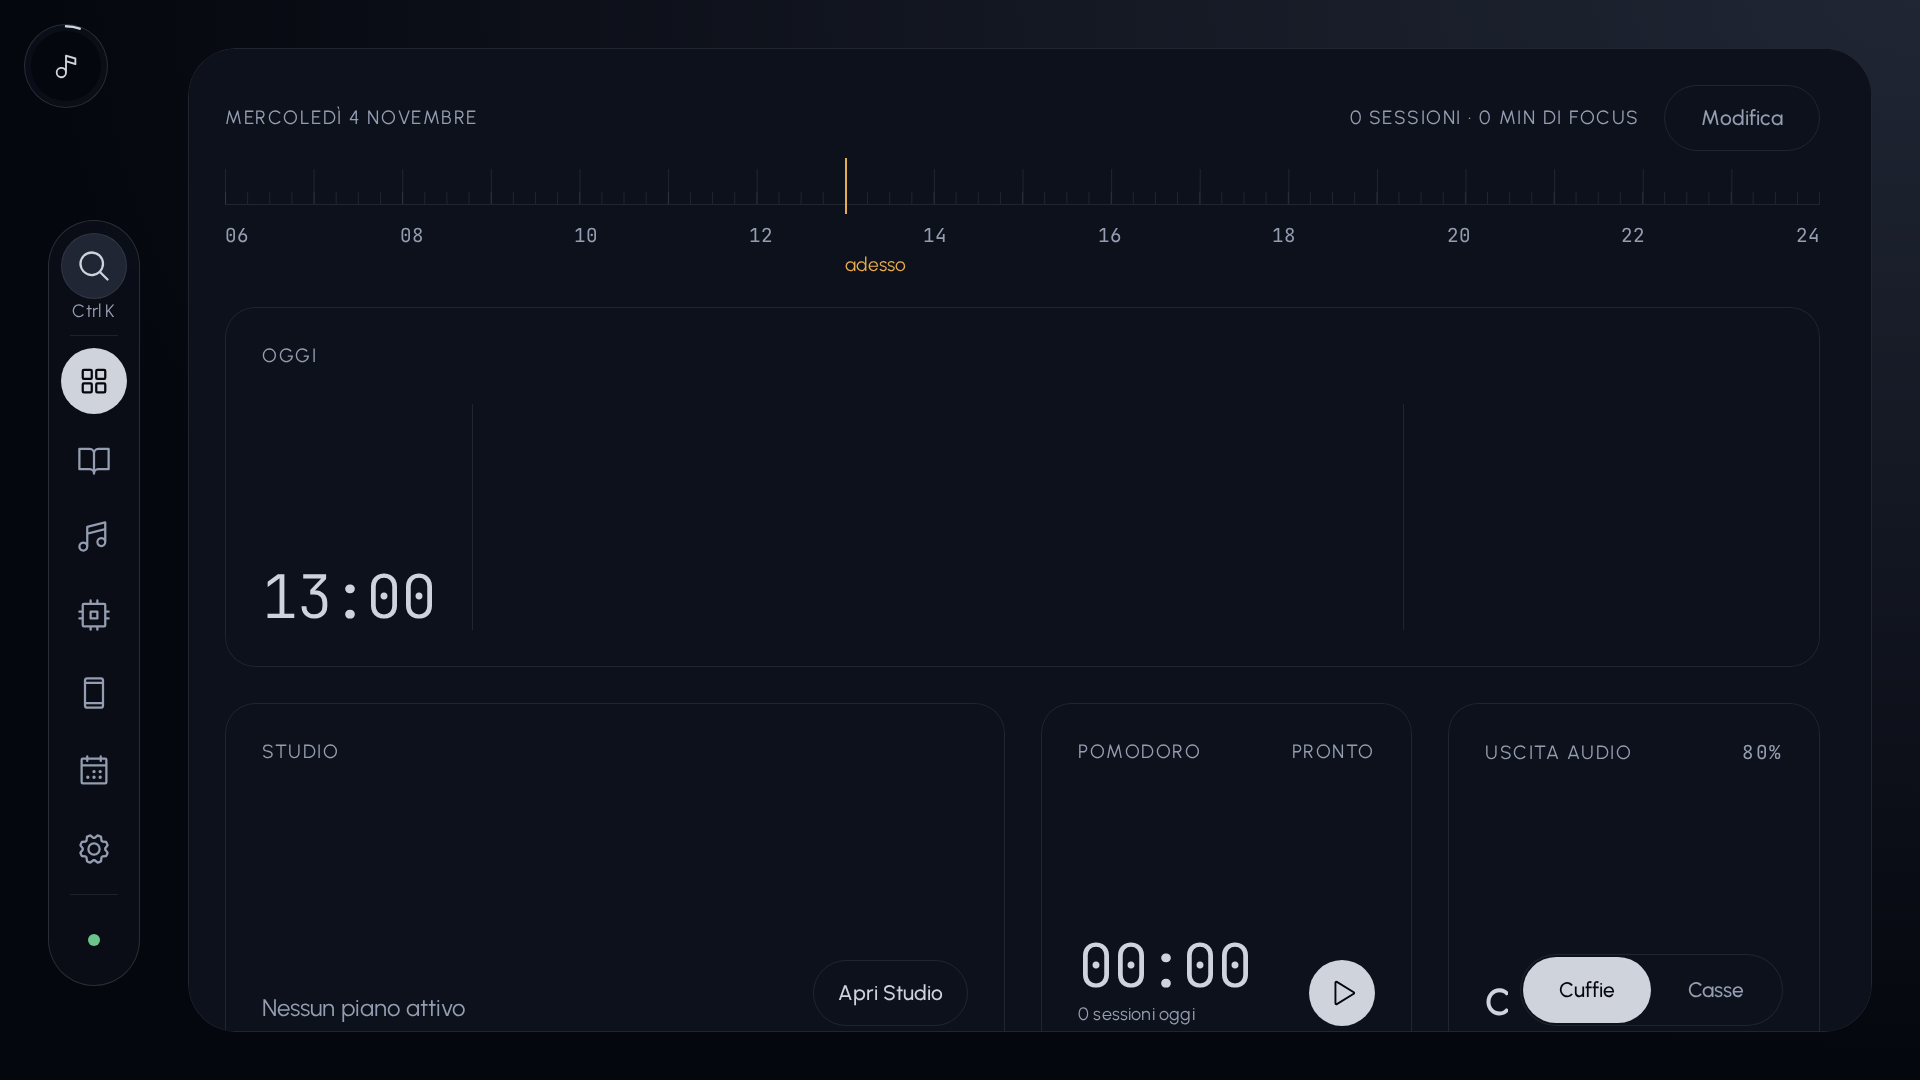 MERCOLEDÌ 4 NOVEMBRE
0 SESSIONI · 0 MIN DI FOCUS
Modifica
06 08 10 12 14 16 18 20 22 24
adesso
Ctrl K
OGGI
13:00
STUDIO
Nessun piano attivo
Apri Studio
POMODORO
PRONTO
00:00
0 sessioni oggi
USCITA AUDIO
80%
C
Cuffie
Casse